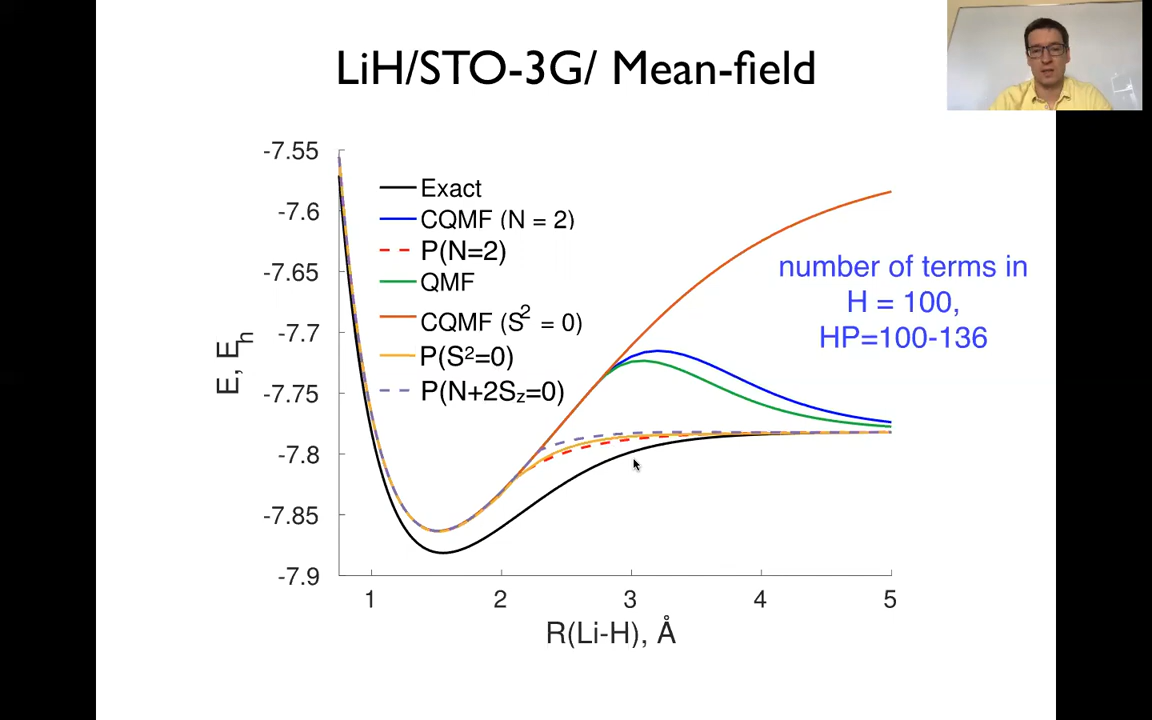 LiH/STO-3G/ Mean-field
-7.55
-7.6
-7.65
-7.7
-7.75
-7.8
-7.85
-7.9
E, Eₕ
Exact
CQMF (N = 2)
P(N=2)
QMF
CQMF (S² = 0)
P(S²=0)
P(N+2S_z=0)
number of terms in
H = 100,
HP=100-136
1 2 3 4 5
R(Li-H), Å